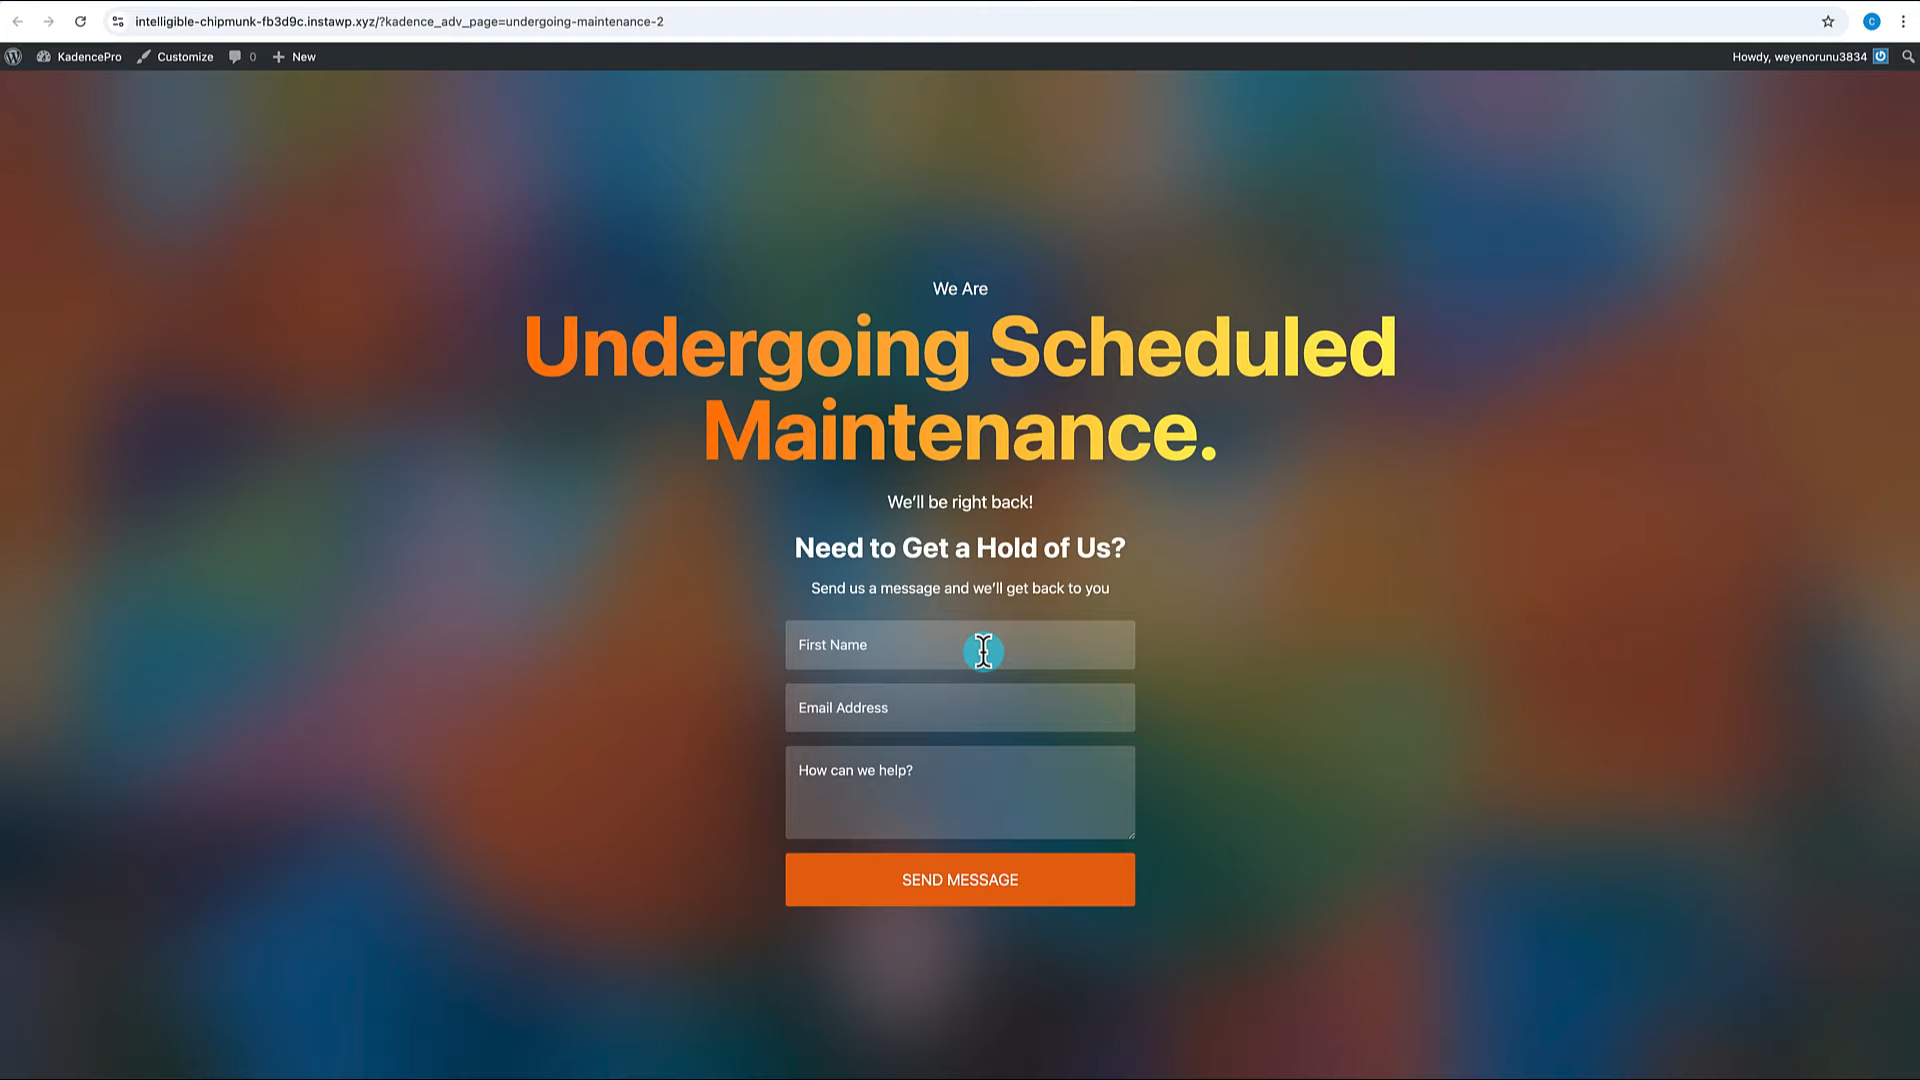 intelligible-chipmunk-fb3d9c.instawp.xyz/?kadence_adv_page=undergoing-maintenance-2
C
KadencePro Customize 0 New Howdy, weyenorunu3834
We Are
Undergoing Scheduled
Maintenance.
We'll be right back!
Need to Get a Hold of Us?
Send us a message and we'll get back to you
First Name
Email Address
How can we help?
SEND MESSAGE